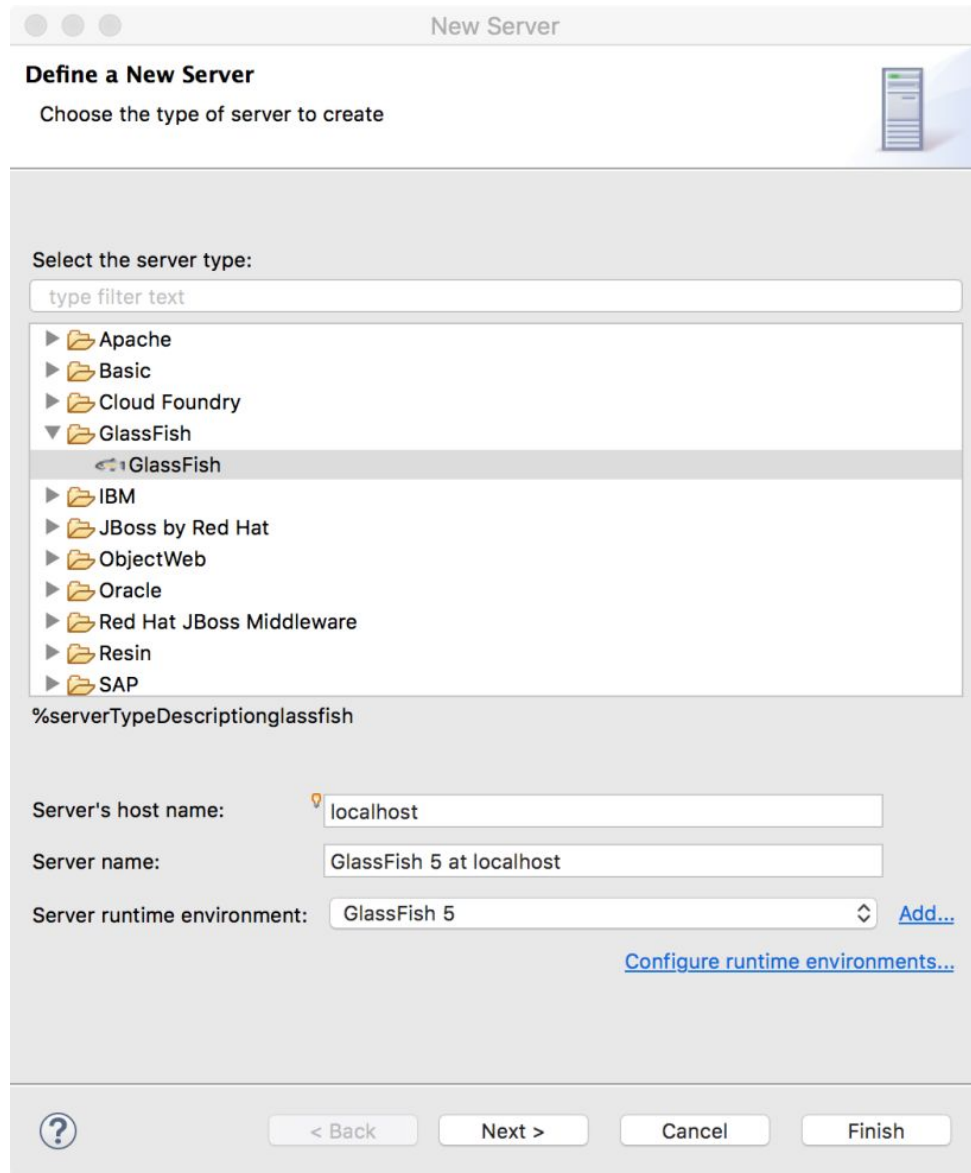 New Server
Define a New Server
Choose the type of server to create
Select the server type:
type filter text
Apache
Basic
Cloud Foundry
GlassFish
GlassFish
IBM
JBoss by Red Hat
ObjectWeb
Oracle
Red Hat JBoss Middleware
Resin
SAP
%serverTypeDescriptionglassfish
Server's host name: localhost
Server name: GlassFish 5 at localhost
Server runtime environment: GlassFish 5 Add...
Configure runtime environments...
? < Back Next > Cancel Finish